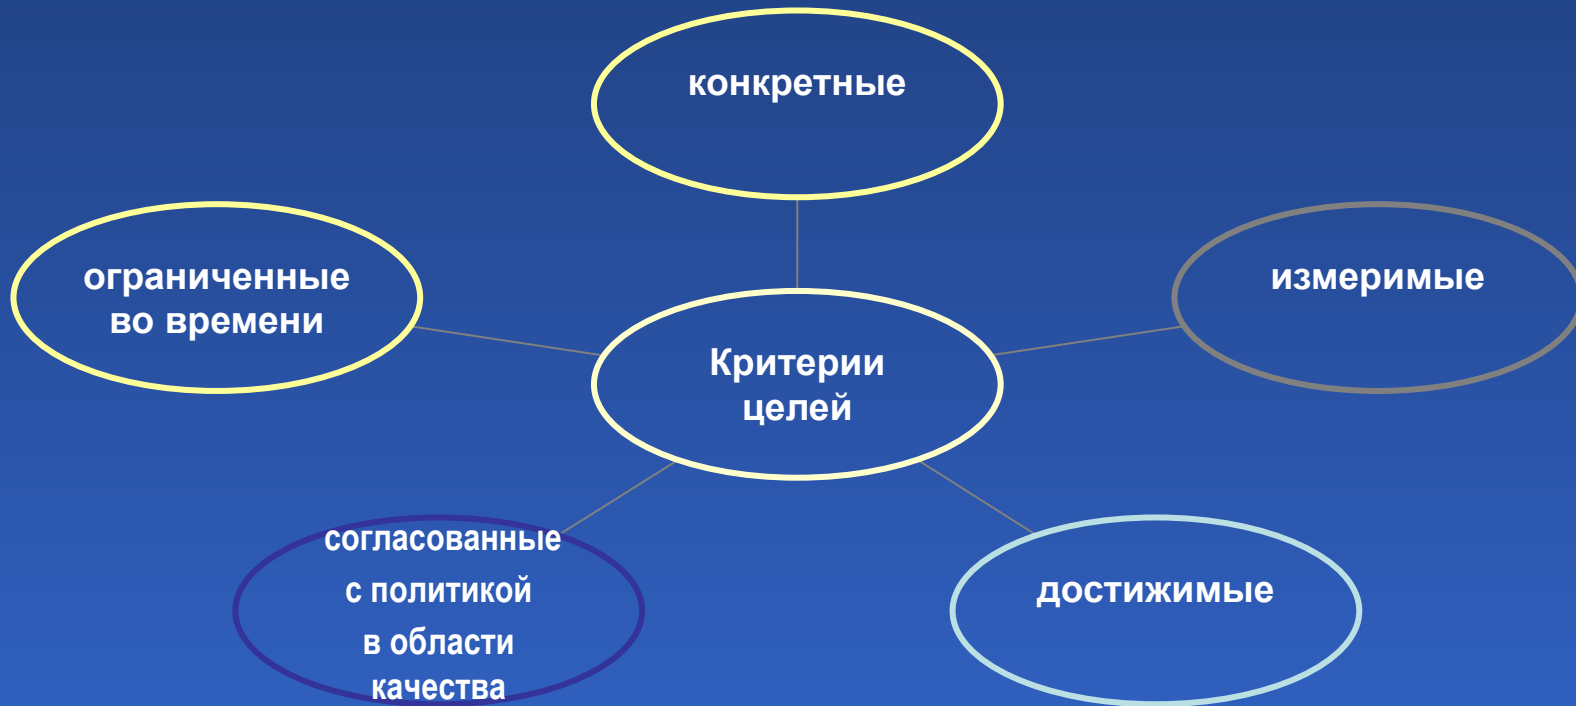 конкретные
ограниченные
во времени
измеримые
Критерии
целей
согласованные
с политикой
в области
качества
достижимые